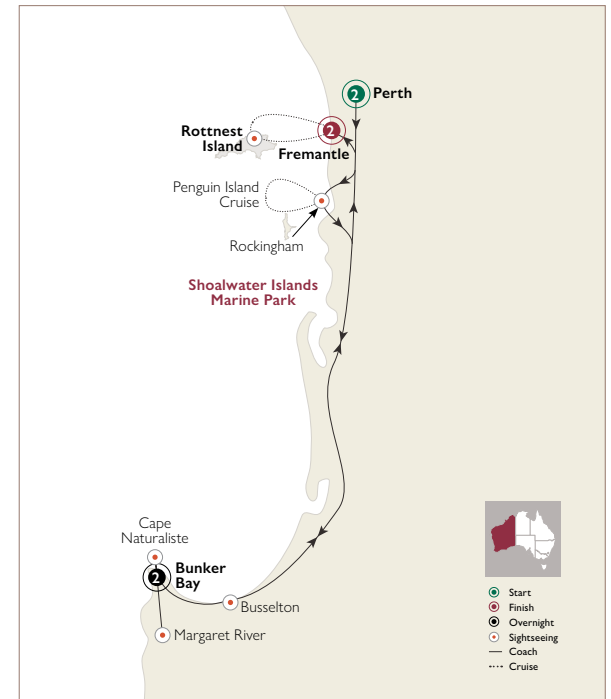 2 Perth
Rottnest
Island
2
Fremantle
Penguin Island
Cruise
Rockingham
Shoalwater Islands
Marine Park
Cape
Naturaliste
2 Bunker
Bay
Busselton
Margaret River
Start
Finish
Overnight
Sightseeing
Coach
Cruise